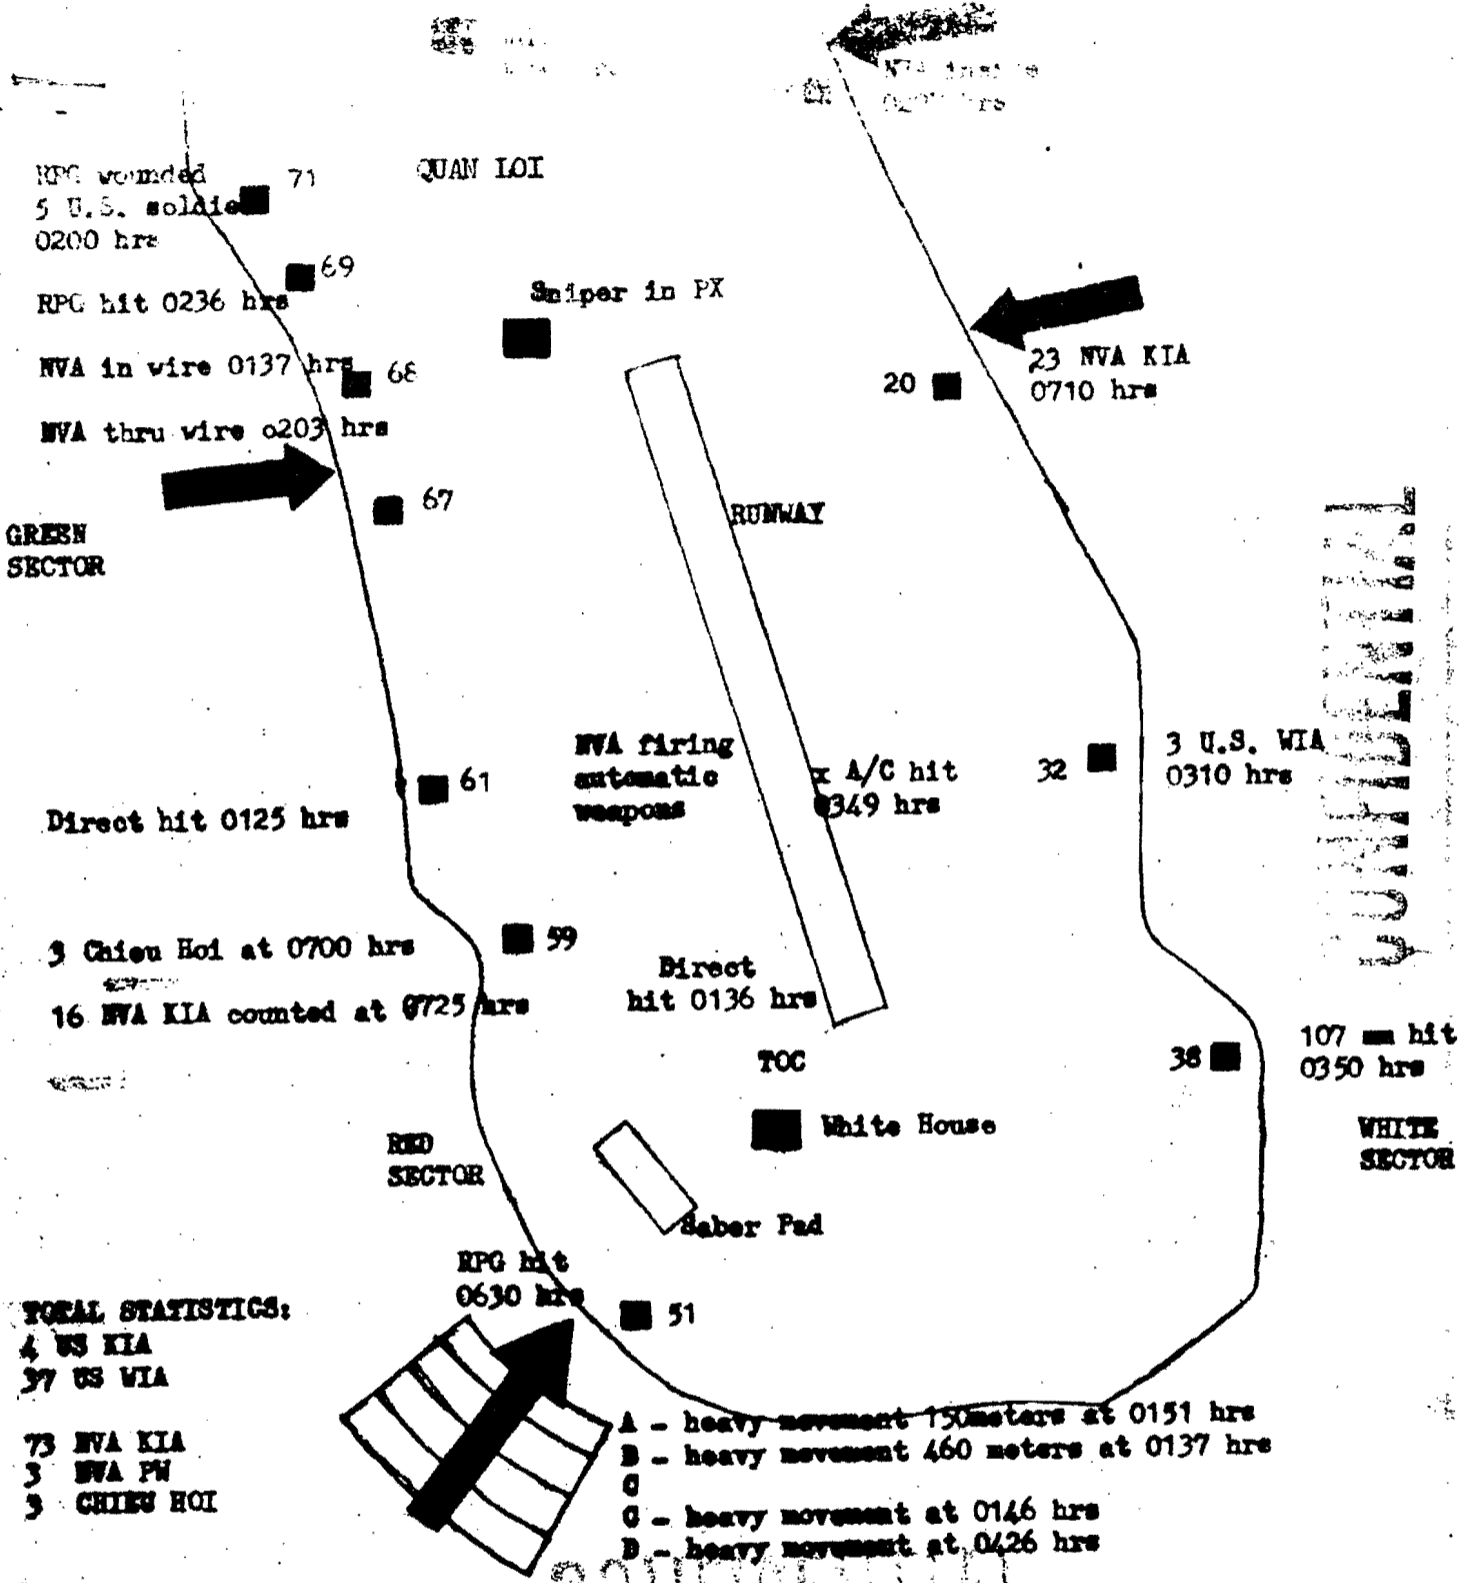 NVA inside
hrs
QUAN LOI
RPG wounded
71
5 U.S. soldie
0200 hrs
69
RPG hit 0236 hrs
Sniper in PX
NVA in wire 0137 hrs
68
20
23 NVA KIA
0710 hrs
NVA thru wire 0203 hrs
67
RUNWAY
GREEN
SECTOR
CONFIDENTIAL
NVA firing
automatic
weapons
x A/C hit
0349 hrs
32
3 U.S. WIA
0310 hrs
61
Direct hit 0125 hrs
3 Chieu Hoi at 0700 hrs
59
16 NVA KIA counted at 0725 hrs
Direct
hit 0136 hrs
TOC
38
107 mm hit
0350 hrs
White House
WHITE
SECTOR
RED
SECTOR
Saber Pad
RPG hit
0630 hrs
51
TOTAL STATISTICS:
4 US KIA
37 US WIA
73 NVA KIA
3 NVA PW
3 CHIEU HOI
A - heavy movement 150meters at 0151 hrs
B - heavy movement 460 meters at 0137 hrs
C
C - heavy movement at 0146 hrs
D - heavy movement at 0426 hrs